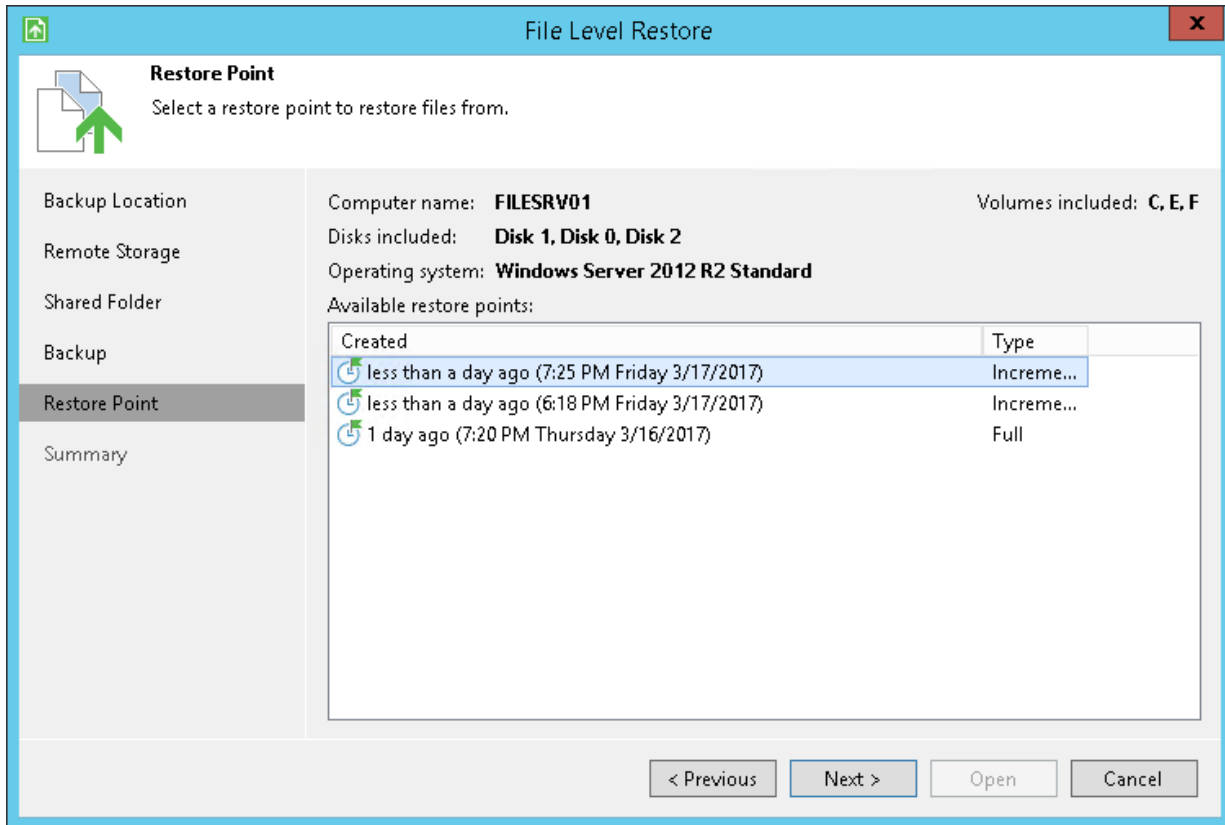 File Level Restore
x
Restore Point
Select a restore point to restore files from.
Backup Location
Remote Storage
Shared Folder
Backup
Restore Point
Summary
Computer name: FILESRV01 Volumes included: C, E, F
Disks included: Disk 1, Disk 0, Disk 2
Operating system: Windows Server 2012 R2 Standard
Available restore points:
Created Type
less than a day ago (7:25 PM Friday 3/17/2017) Increme...
less than a day ago (6:18 PM Friday 3/17/2017) Increme...
1 day ago (7:20 PM Thursday 3/16/2017) Full
< Previous Next > Open Cancel